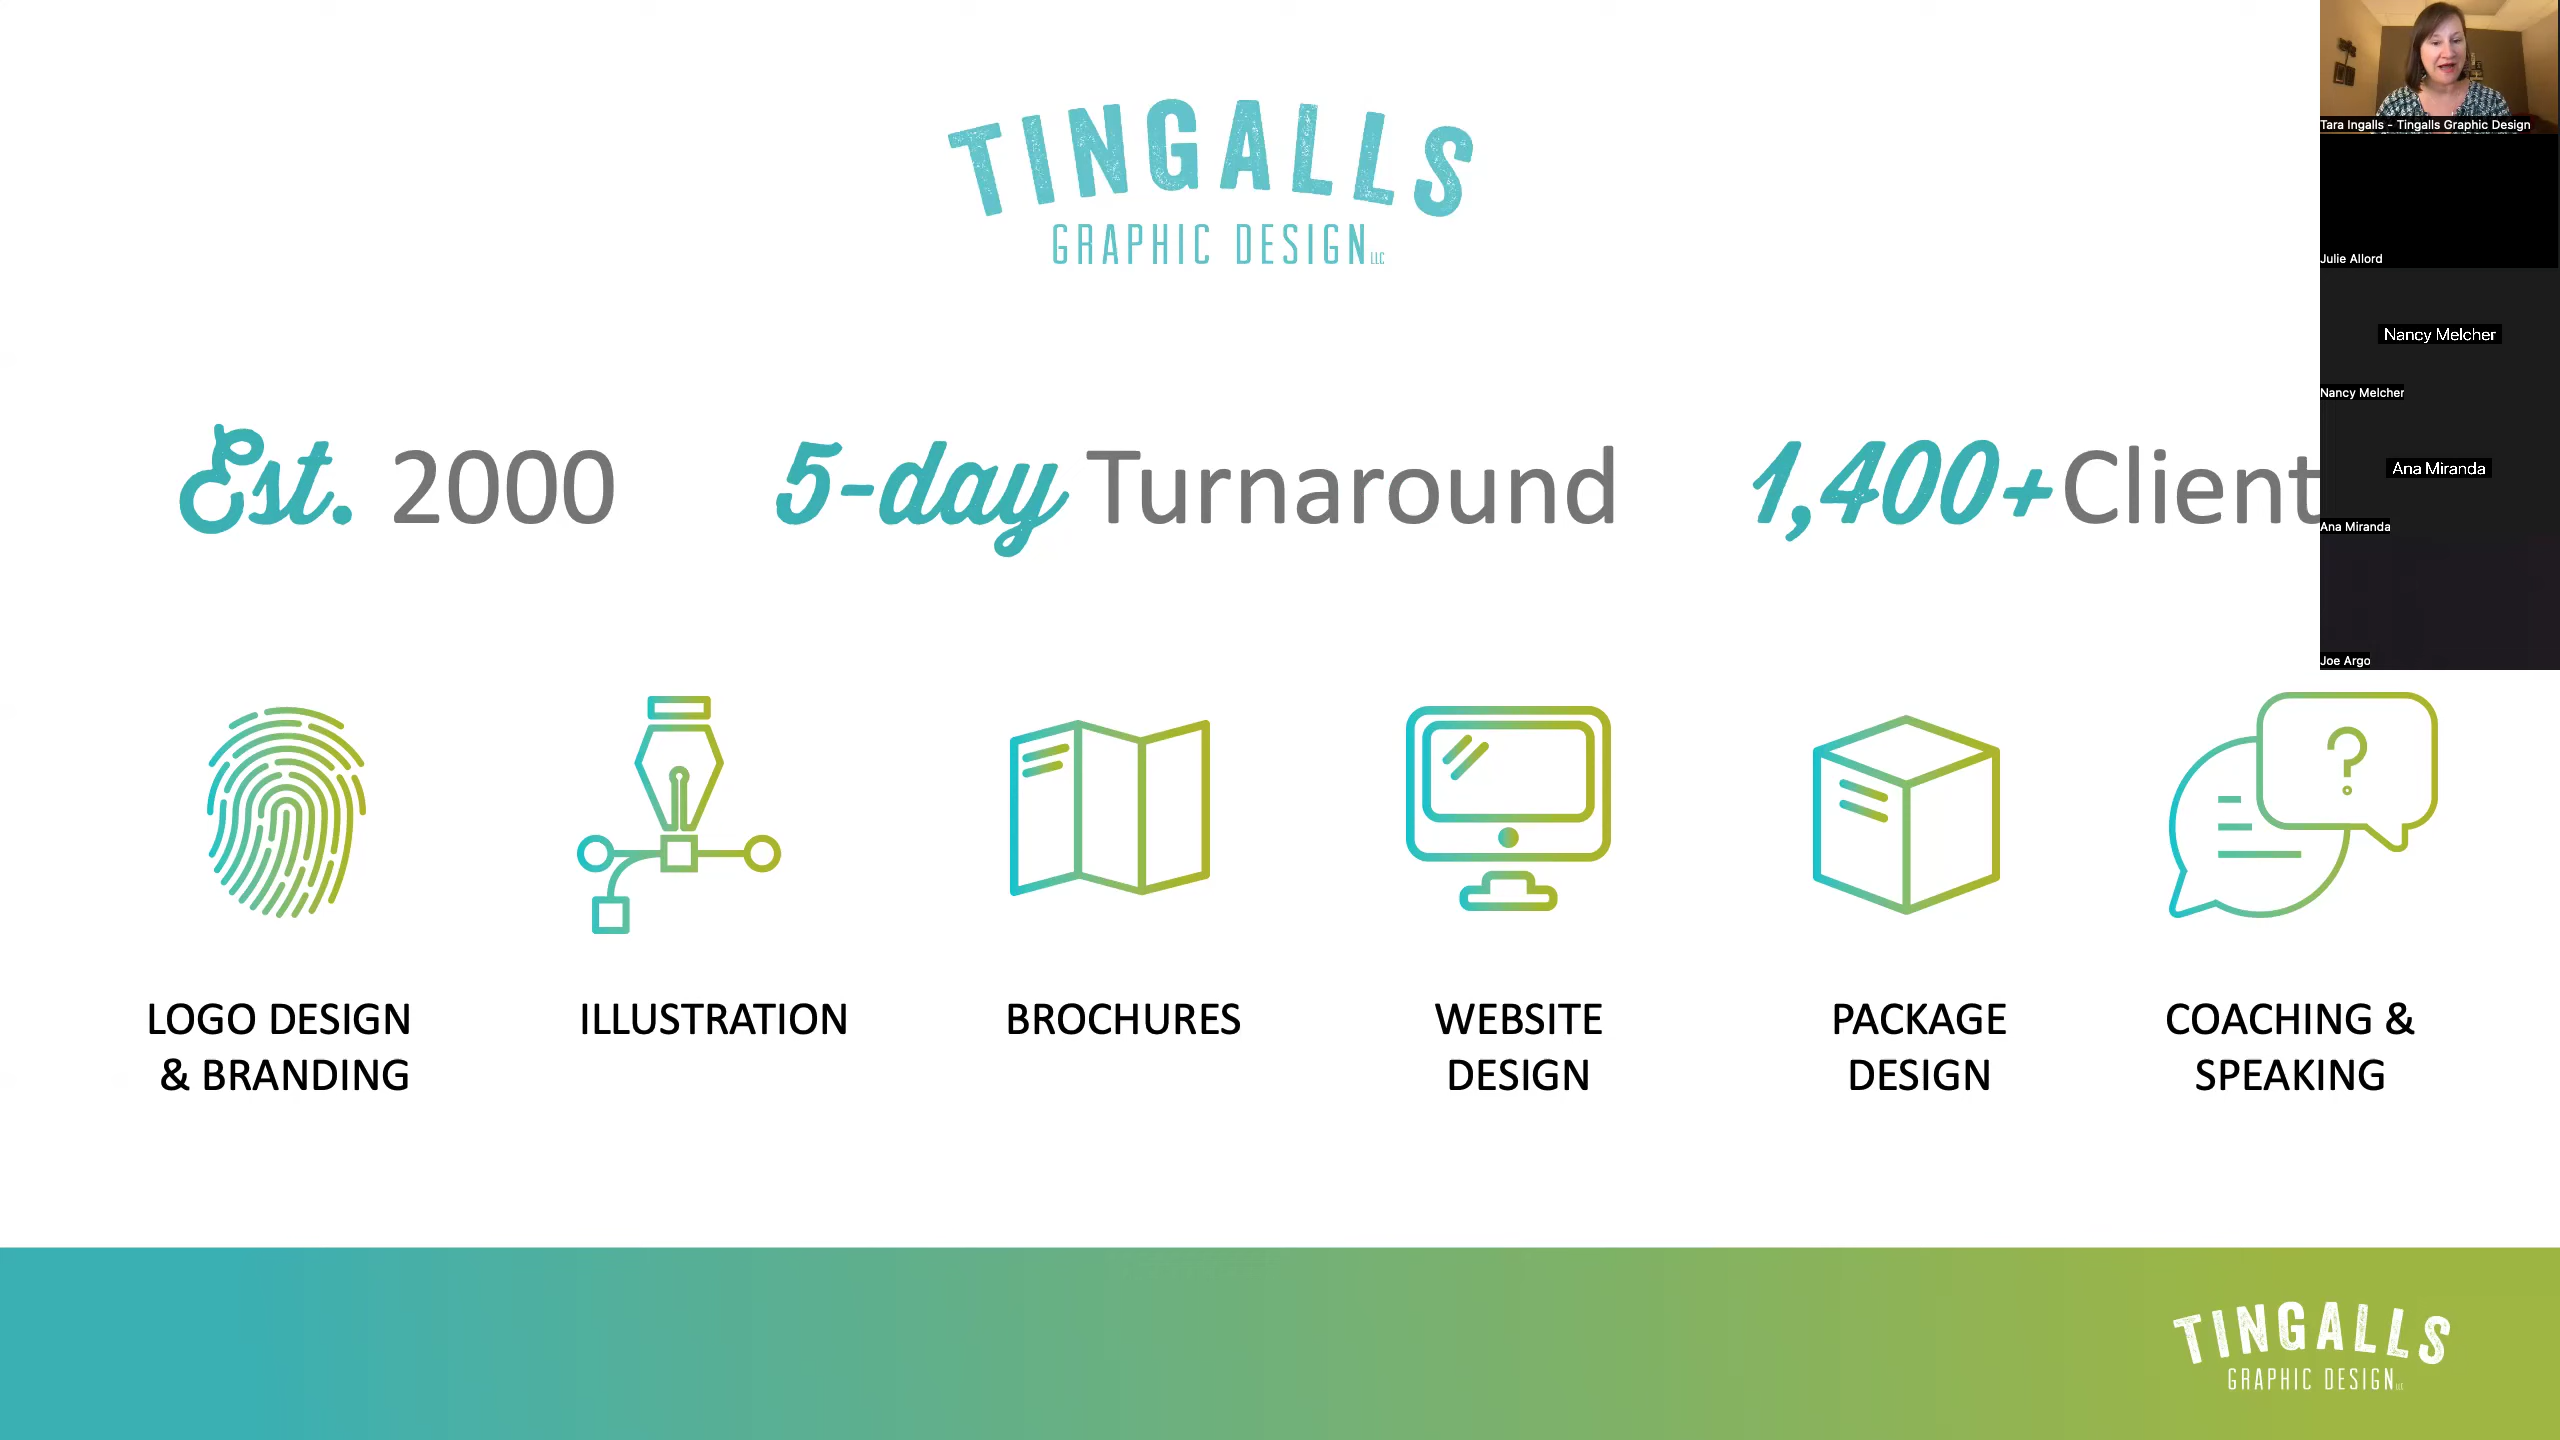 TINGALLS
GRAPHIC DESIGN LLC
Est. 2000
5-day Turnaround
1,400+ Client
?
LOGO DESIGN
& BRANDING
ILLUSTRATION
BROCHURES
WEBSITE
DESIGN
PACKAGE
DESIGN
COACHING &
SPEAKING
TINGALLS
GRAPHIC DESIGN LLC
Tara Ingalls - Tingalls Graphic Design
Julie Allord
Nancy Melcher
Nancy Melcher
Ana Miranda
Ana Miranda
Joe Argo